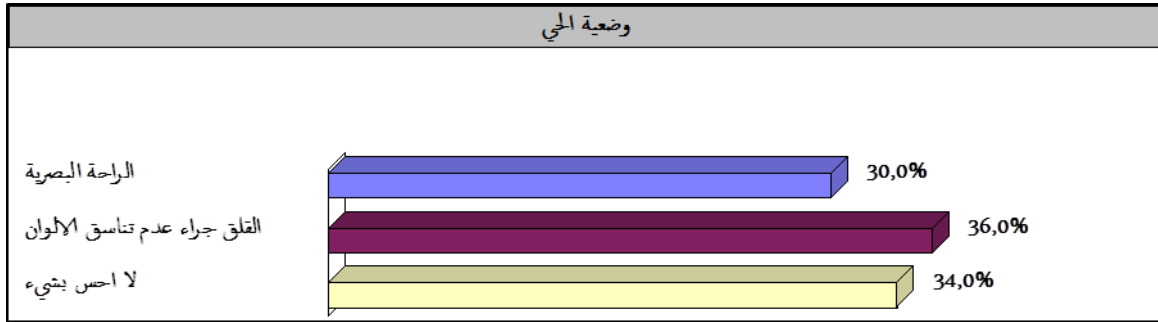 وضعية الحي
الراحة البصرية
30,0%
القلق جراء عدم تناسق الالوان
36,0%
لا احس بشيء
34,0%